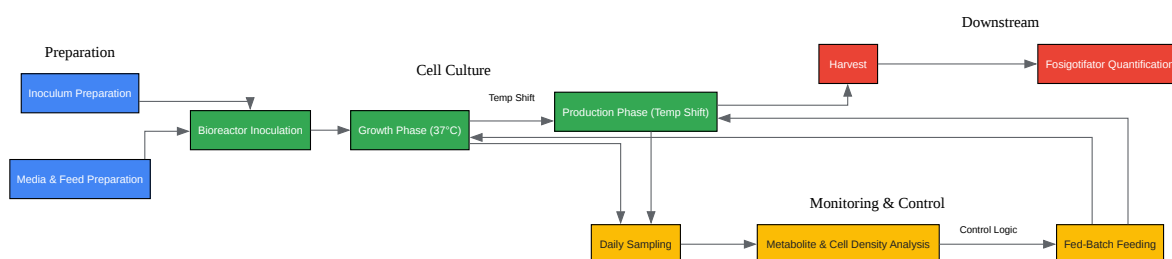 Downstream
Preparation
Harvest
Fosigotifator Quantification
Cell Culture
Inoculum Preparation
Temp Shift
Production Phase (Temp Shift)
Bioreactor Inoculation
Growth Phase (37°C)
Media & Feed Preparation
Monitoring & Control
Control Logic
Daily Sampling
Metabolite & Cell Density Analysis
Fed-Batch Feeding